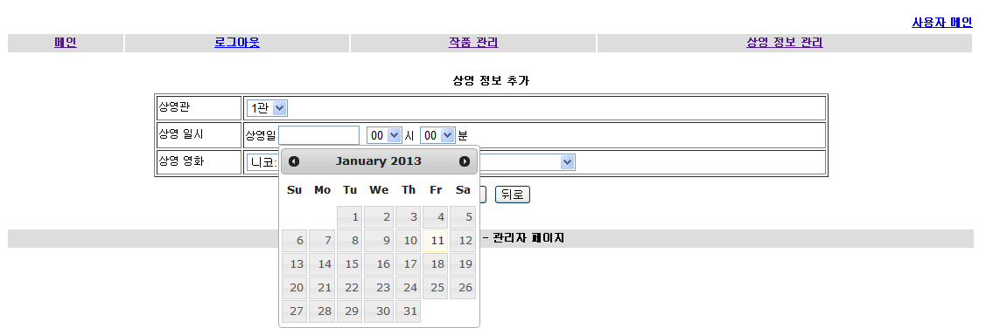 사용자 메인
메인 로그아웃 작품 관리 상영 정보 관리
상영 정보 추가
상영관 1관
상영 일시 상영일 00 시 00 분
상영 영화 니코:
January 2013
Su Mo Tu We Th Fr Sa
1 2 3 4 5
6 7 8 9 10 11 12
13 14 15 16 17 18 19
20 21 22 23 24 25 26
27 28 29 30 31
뒤로
- 관리자 페이지